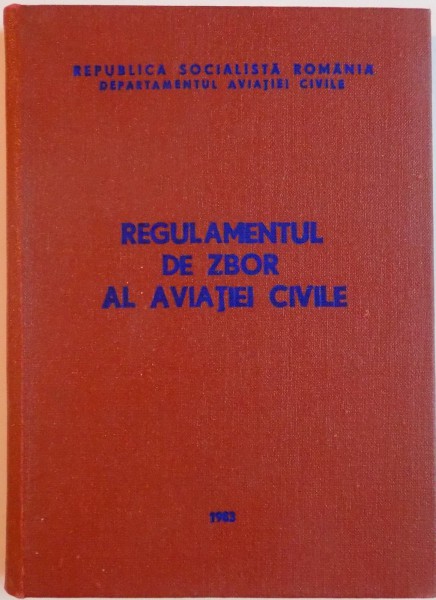 REPUBLICA SOCIALISTĂ ROMÂNIA
DEPARTAMENTUL AVIAȚIEI CIVILE
REGULAMENTUL
DE ZBOR
AL AVIAȚIEI CIVILE
1983